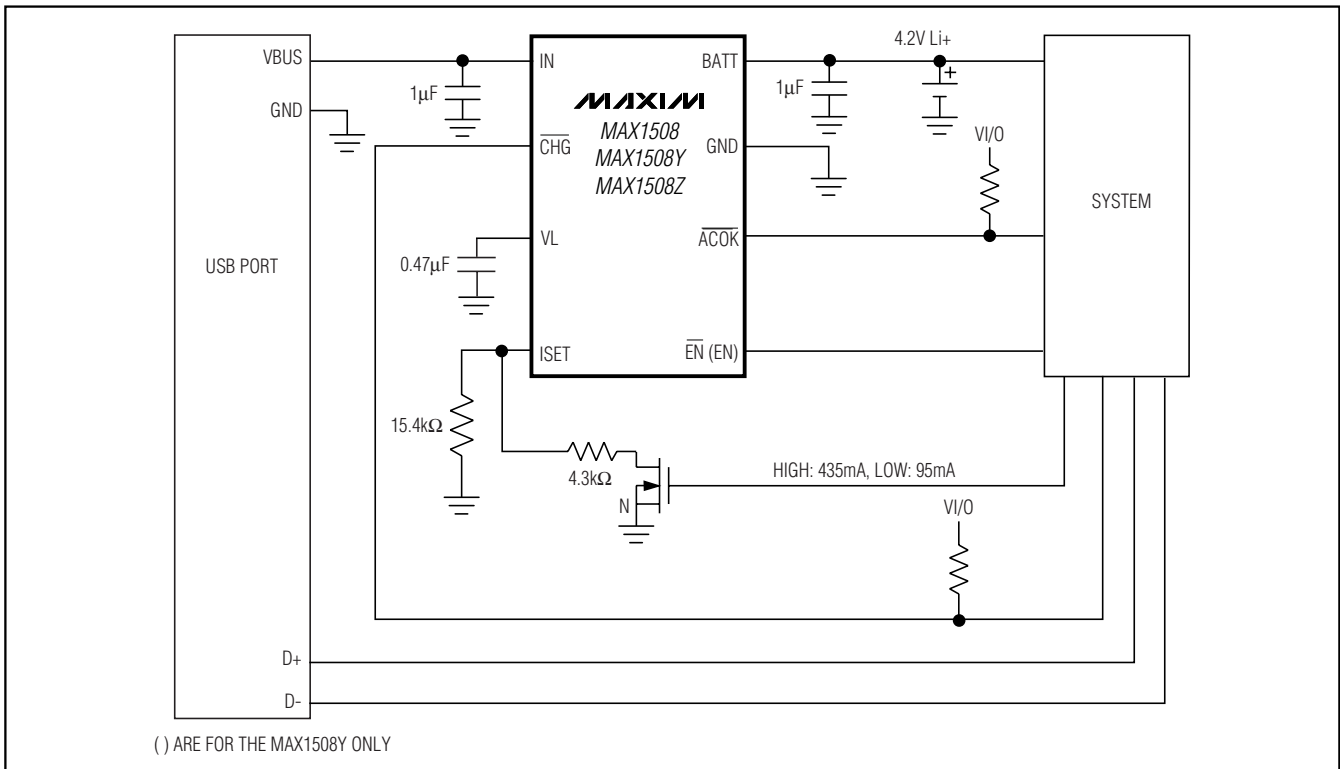 VBUS
GND
USB PORT
D+
D-
1µF
IN
CHG
VL
ISET
MAXIM
MAX1508
MAX1508Y
MAX1508Z
BATT
GND
ACOK
EN (EN)
0.47µF
15.4kΩ
4.3kΩ
N
1µF
4.2V Li+
+
VI/O
SYSTEM
HIGH: 435mA, LOW: 95mA
VI/O
( ) ARE FOR THE MAX1508Y ONLY